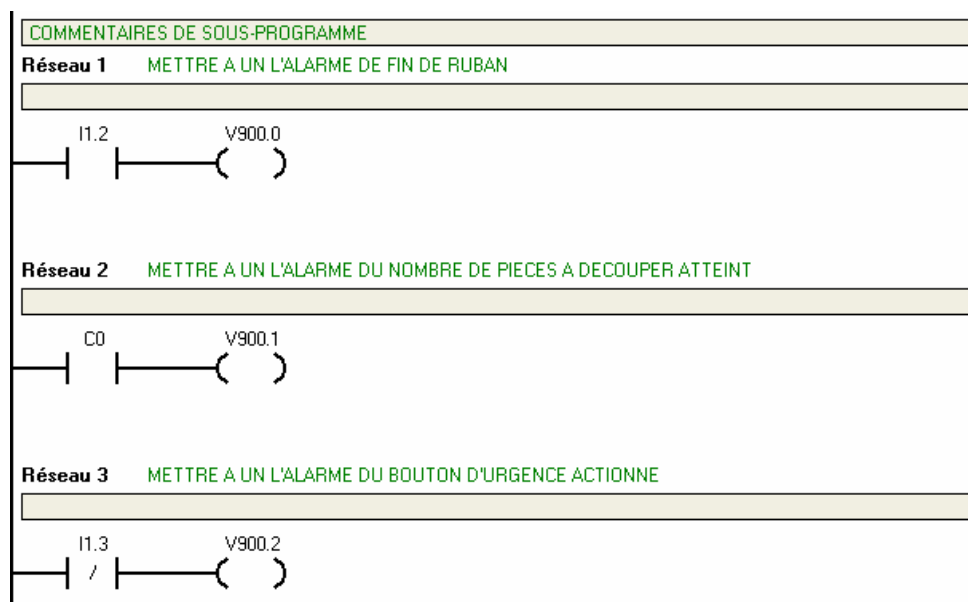 COMMENTAIRES DE SOUS-PROGRAMME
Réseau 1 METTRE A UN L'ALARME DE FIN DE RUBAN
I1.2 V900.0
Réseau 2 METTRE A UN L'ALARME DU NOMBRE DE PIECES A DECOUPER ATTEINT
C0 V900.1
Réseau 3 METTRE A UN L'ALARME DU BOUTON D'URGENCE ACTIONNE
I1.3 V900.2
/